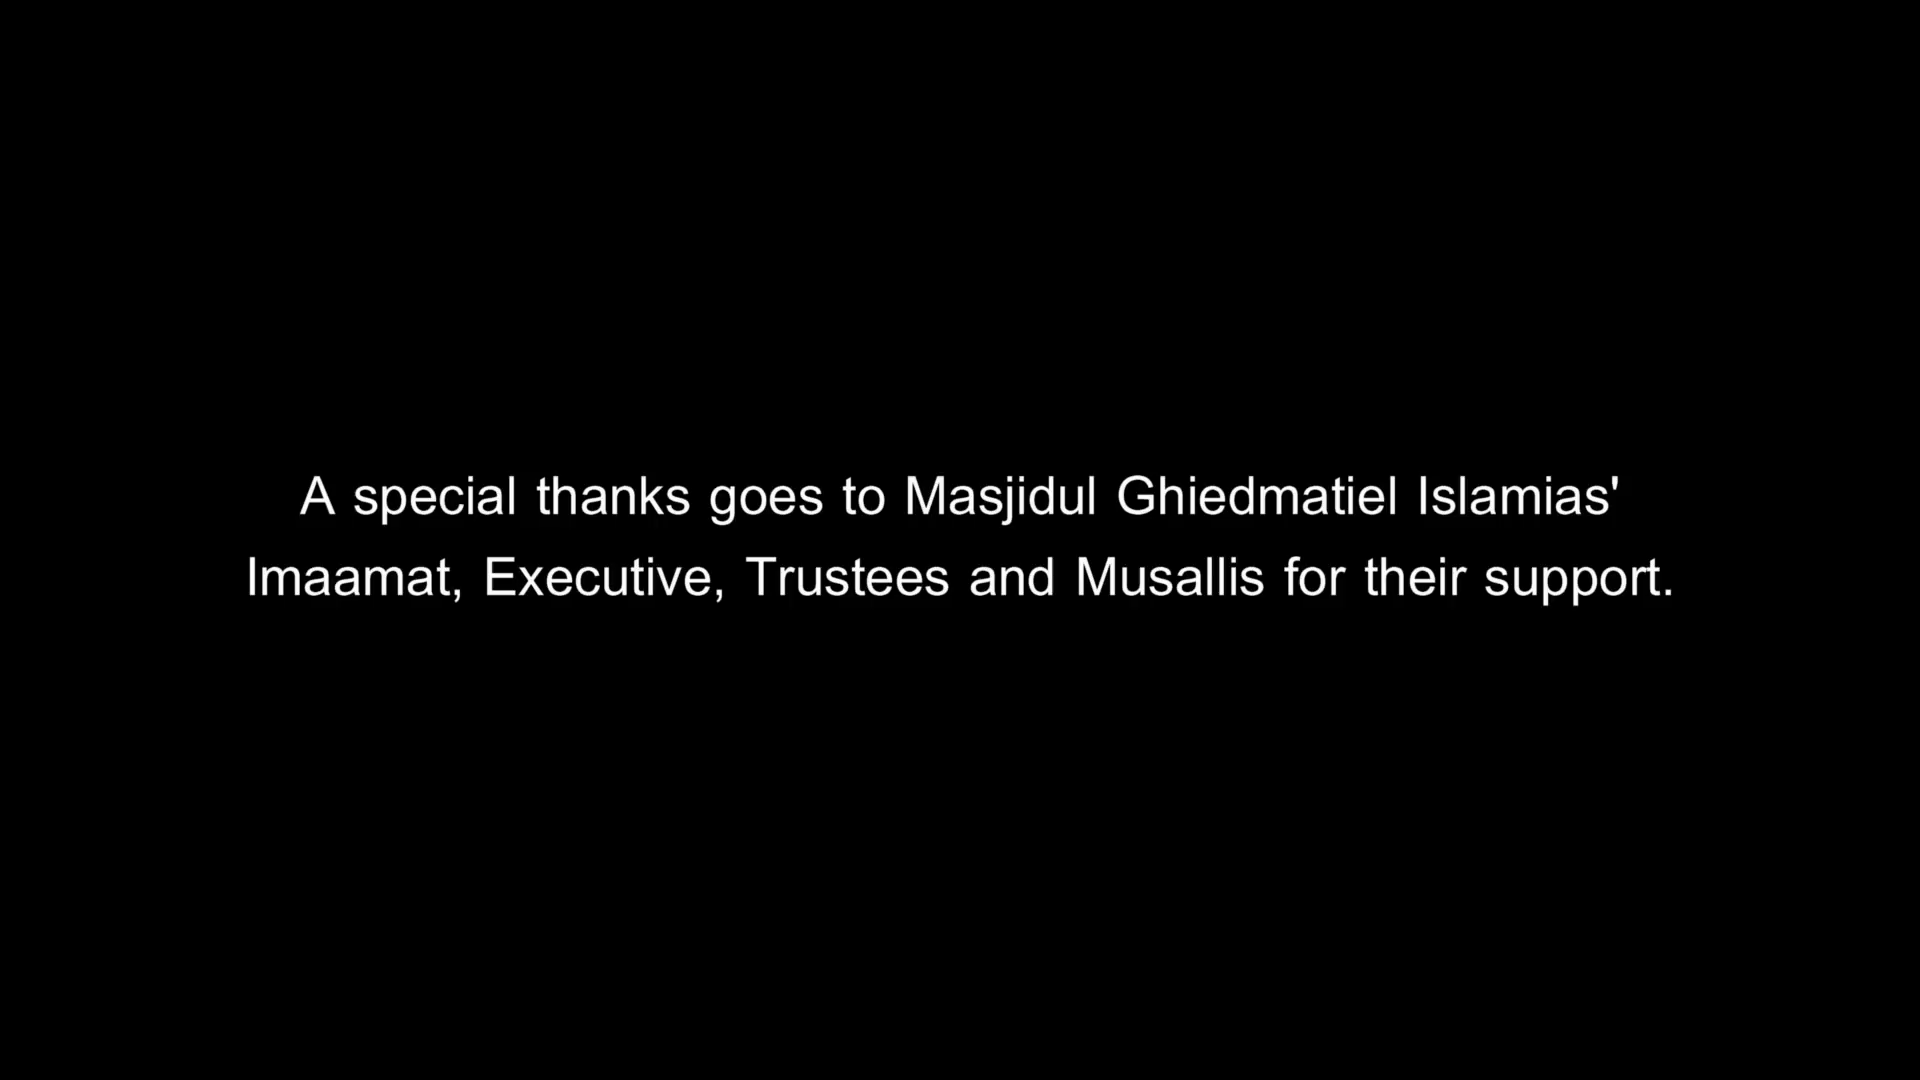 A special thanks goes to Masjidul Ghiedmatiel Islamias'
Imaamat, Executive, Trustees and Musallis for their support.